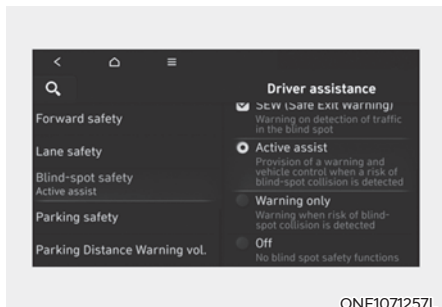 Driver assistance
Forward safety
Lane safety
Blind-spot safety
Active assist
Parking safety
Parking Distance Warning vol.
SEW (Safe Exit Warning)
Warning on detection of traffic
in the blind spot
Active assist
Provision of a warning and
vehicle control when a risk of
blind-spot collision is detected
Warning only
Warning when risk of blind-
spot collision is detected
Off
No blind spot safety functions
ONE1071257L